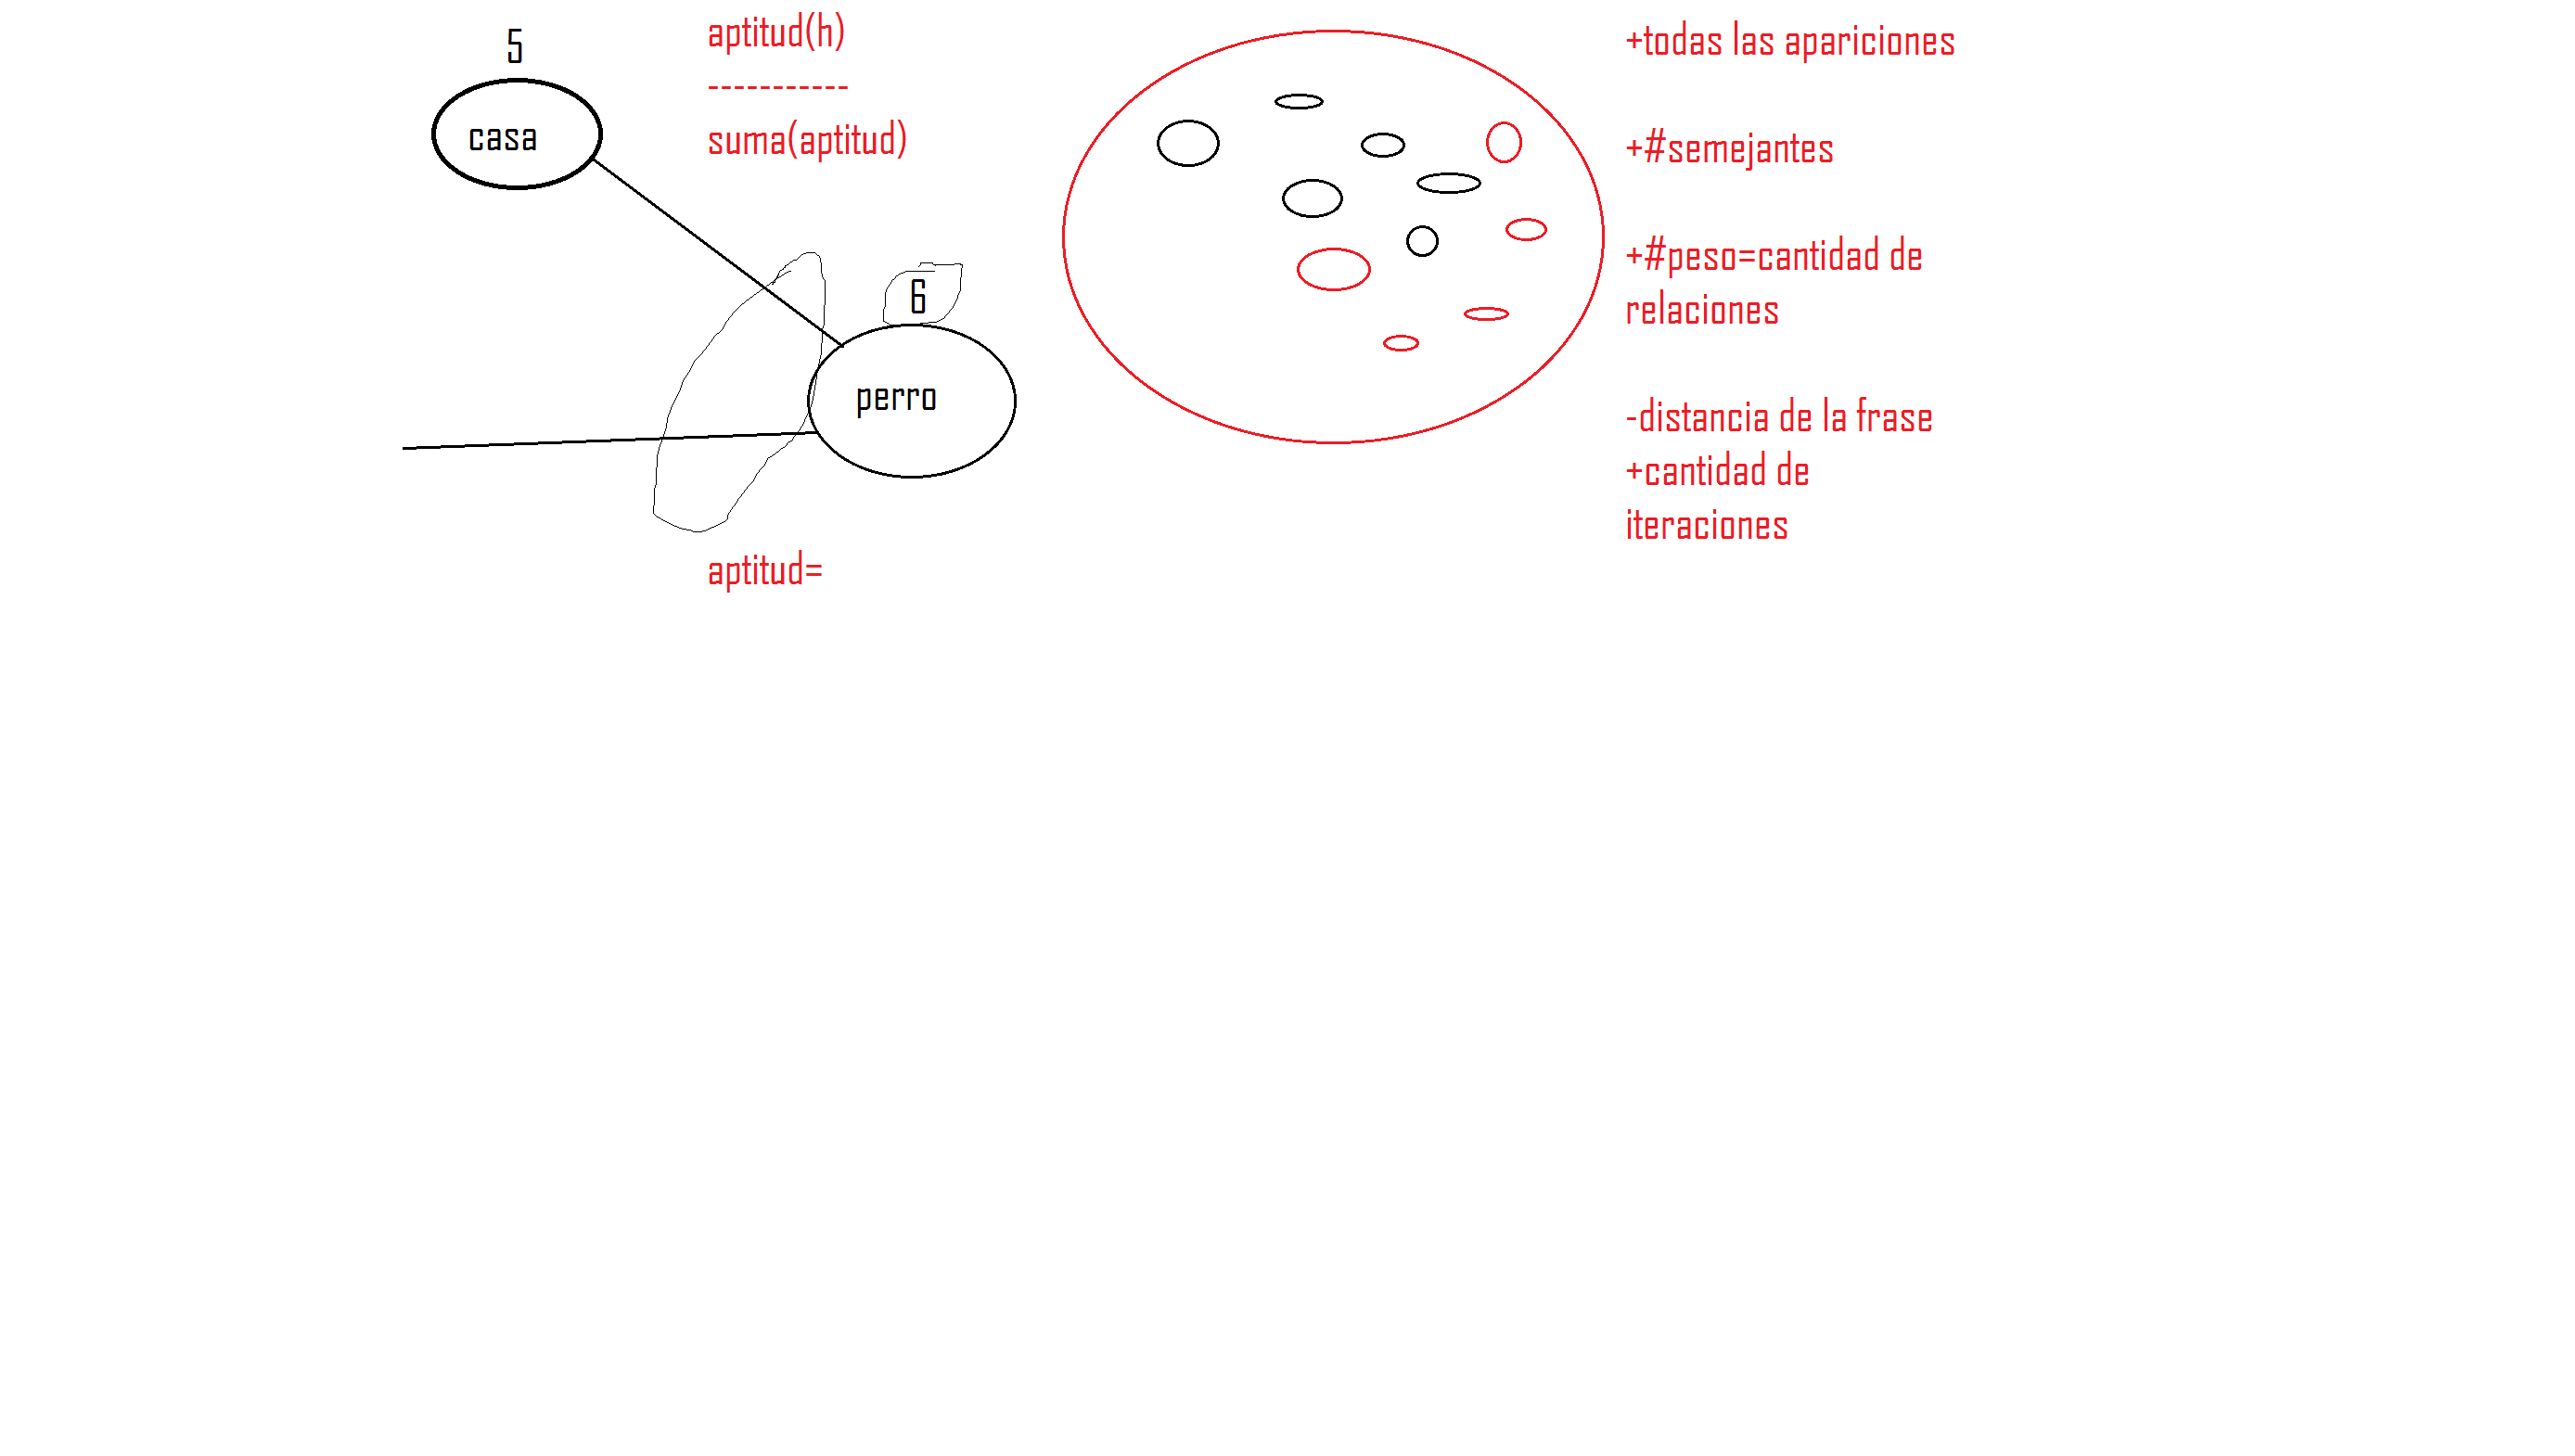 5
casa
aptitud(h)
-----------
suma(aptitud)
6
perro
aptitud=
+todas las apariciones
+#semejantes
+#peso=cantidad de
relaciones
-distancia de la frase
+cantidad de
iteraciones